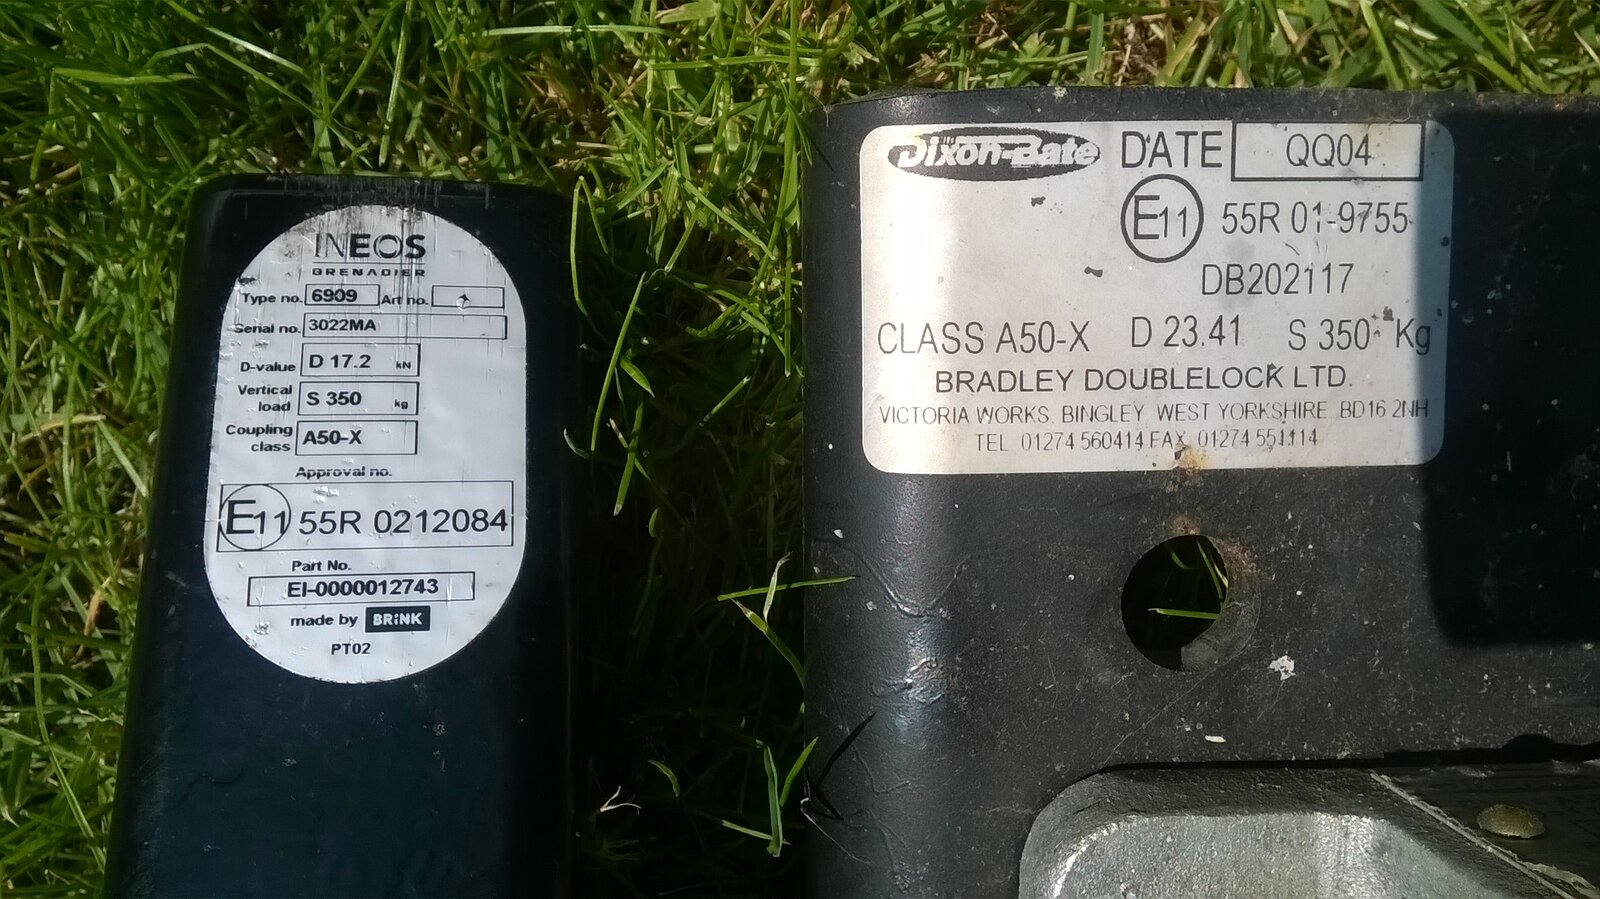 INEOS
GRENADIER
Type no. 6909 Art no.
Serial no. 3022MA
D-value D 17.2 kN
Vertical load S 350 kg
Coupling class A50-X
Approval no.
E11 55R 0212084
Part No.
EI-0000012743
made by BRINK
PT02
Dixon-Bate DATE QQ04
E11 55R 01-9755
DB202117
CLASS A50-X D 23.41 S 350 Kg
BRADLEY DOUBLELOCK LTD.
VICTORIA WORKS, BINGLEY, WEST YORKSHIRE. BD16 2NH
TEL 01274 560414 FAX. 01274 551114